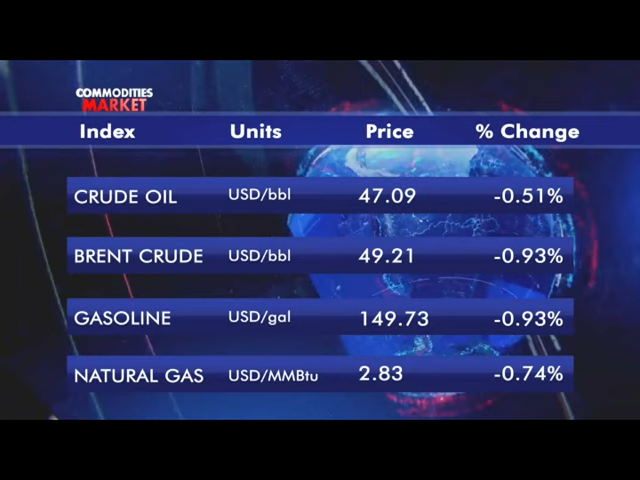 COMMODITIES
MARKET
Index Units Price % Change
CRUDE OIL USD/bbl 47.09 -0.51%
BRENT CRUDE USD/bbl 49.21 -0.93%
GASOLINE USD/gal 149.73 -0.93%
NATURAL GAS USD/MMBtu 2.83 -0.74%